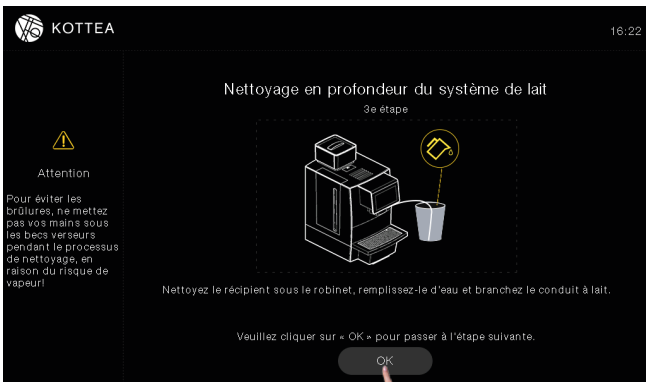 KOTTEA
16:22
Nettoyage en profondeur du système de lait
3e étape
Attention
Pour éviter les
brûlures, ne mettez
pas vos mains sous
les becs verseurs
pendant le processus
de nettoyage, en
raison du risque de
vapeur!
Nettoyez le récipient sous le robinet, remplissez-le d'eau et branchez le conduit à lait.
Veuillez cliquer sur « OK » pour passer à l'étape suivante.
OK